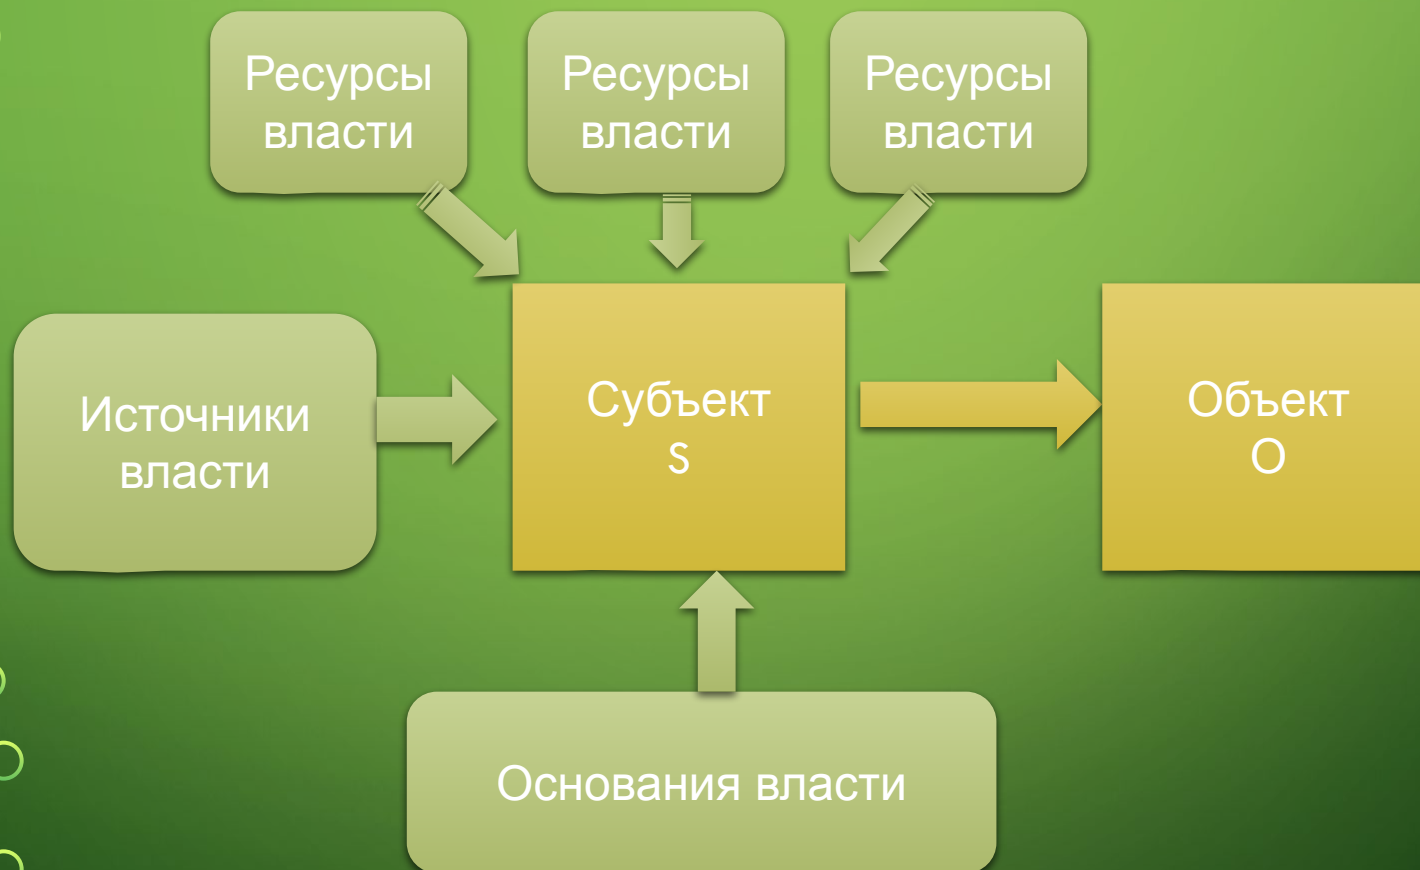 Ресурсы
власти
Ресурсы
власти
Ресурсы
власти
Источники
власти
Субъект
S
Объект
О
Основания власти